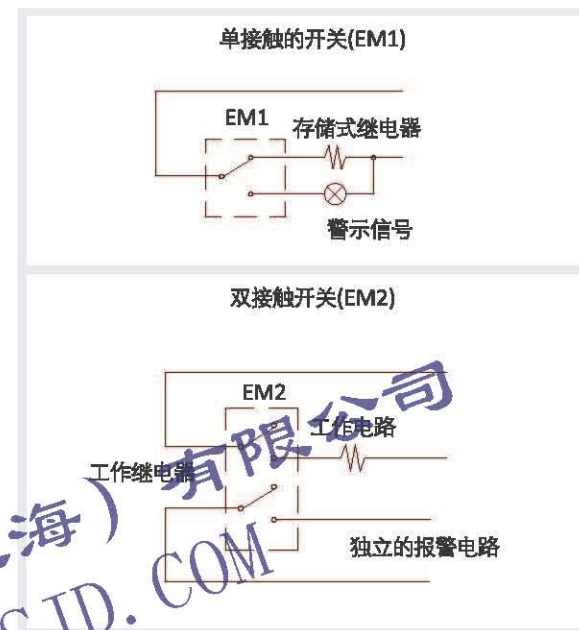 单接触的开关(EM1)
EM1
存储式继电器
警示信号
双接触开关(EM2)
EM2
工作电路
工作继电器
独立的报警电路
海）有限公司
.COM